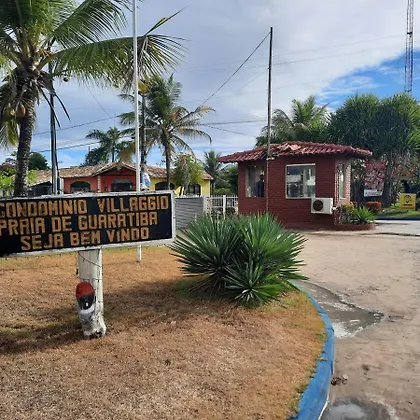 CONDOMINIO VILLAGGIO
PRAIA DE GUARATIBA
SEJA BEM VINDO